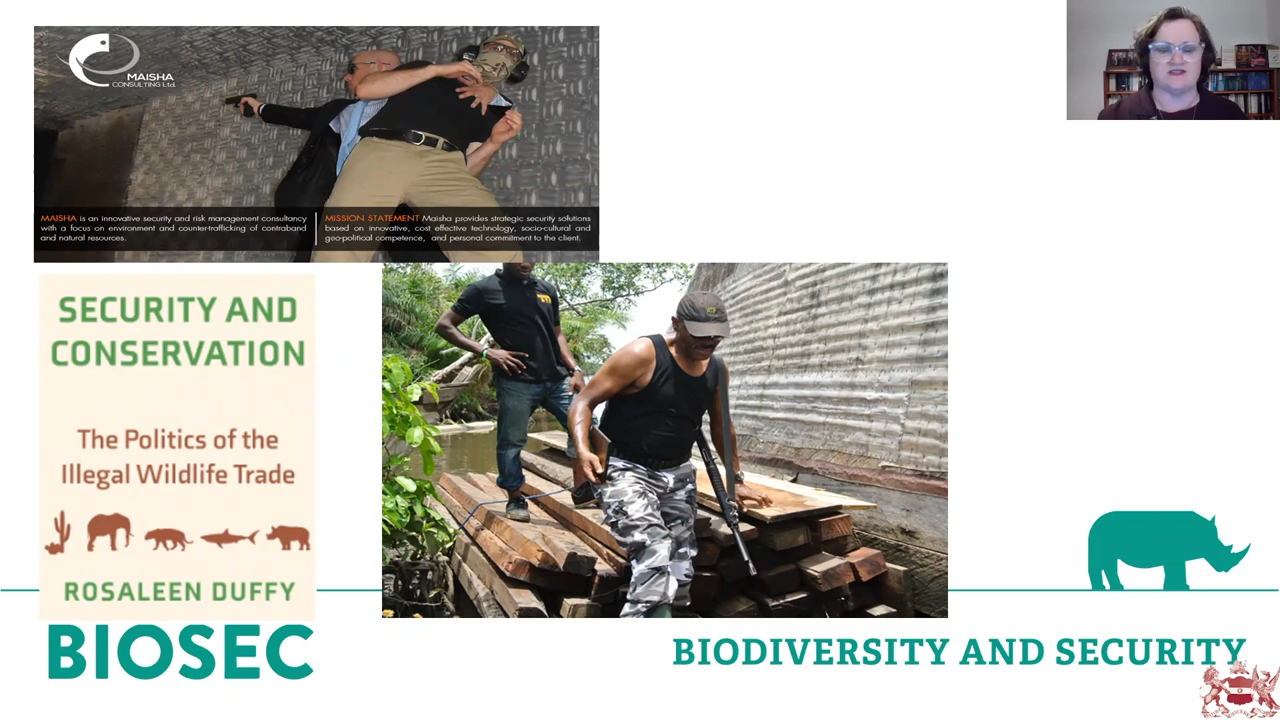 MAISHA
CONSULTING Ltd.
MAISHA is an innovative security and risk management consultancy
with a focus on environment and counter-trafficking of contraband
and natural resources.
MISSION STATEMENT Maisha provides strategic security solutions
based on innovative, cost effective technology, socio-cultural and
geo-political competence, and personal commitment to the client.
SECURITY AND
CONSERVATION
The Politics of the
Illegal Wildlife Trade
ROSALEEN DUFFY
BIOSEC
BIODIVERSITY AND SECURITY